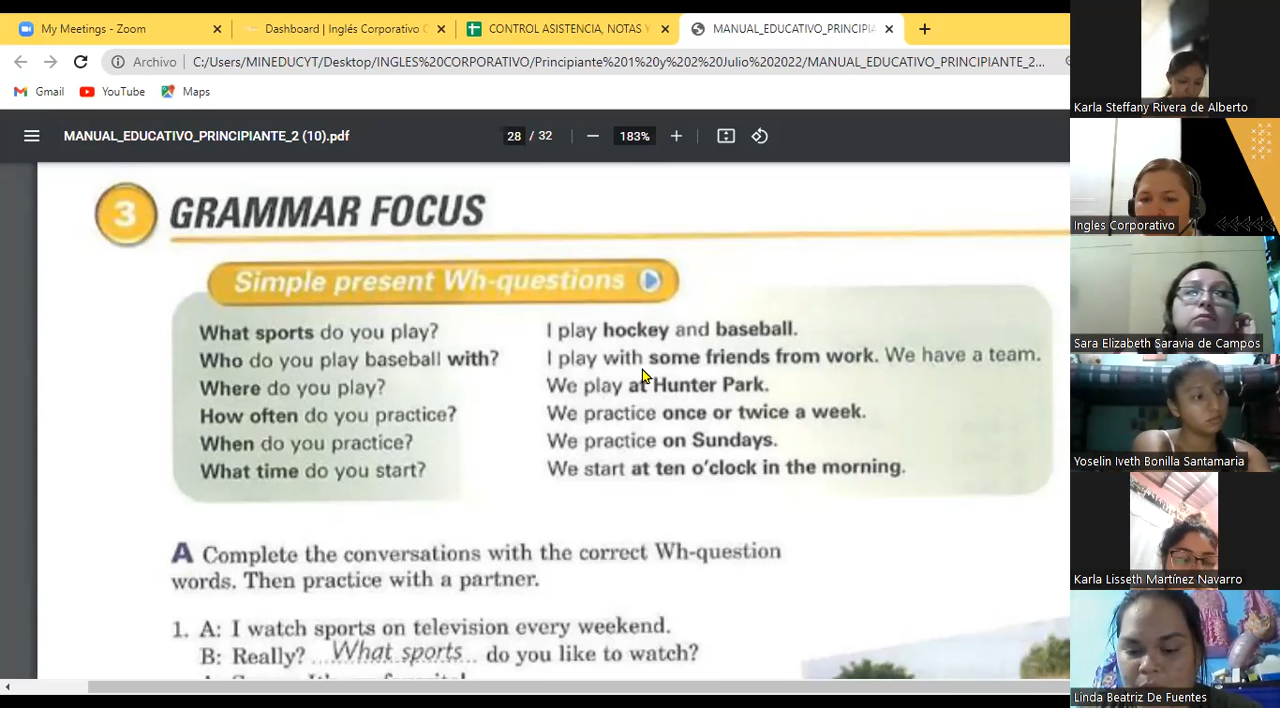 My Meetings - Zoom
Dashboard | Inglés Corporativo
CONTROL ASISTENCIA, NOTAS Y
MANUAL_EDUCATIVO_PRINCIPIA
Archivo
C:/Users/MINEDUCYT/Desktop/INGLES%20CORPORATIVO/Principiante%201%20y%202%20Julio%202022/MANUAL_EDUCATIVO_PRINCIPIANTE_2...
Gmail
YouTube
Maps
MANUAL_EDUCATIVO_PRINCIPIANTE_2 (10).pdf
28 / 32
183%
3 GRAMMAR FOCUS
Simple present Wh-questions
What sports do you play? I play hockey and baseball.
Who do you play baseball with? I play with some friends from work. We have a team.
Where do you play? We play at Hunter Park.
How often do you practice? We practice once or twice a week.
When do you practice? We practice on Sundays.
What time do you start? We start at ten o'clock in the morning.
A Complete the conversations with the correct Wh-question
words. Then practice with a partner.
1. A: I watch sports on television every weekend.
B: Really? What sports do you like to watch?
Karla Steffany Rivera de Alberto
Ingles Corporativo
Sara Elizabeth Saravia de Campos
Yoselin Iveth Bonilla Santamaria
Karla Lisseth Martínez Navarro
Linda Beatriz De Fuentes